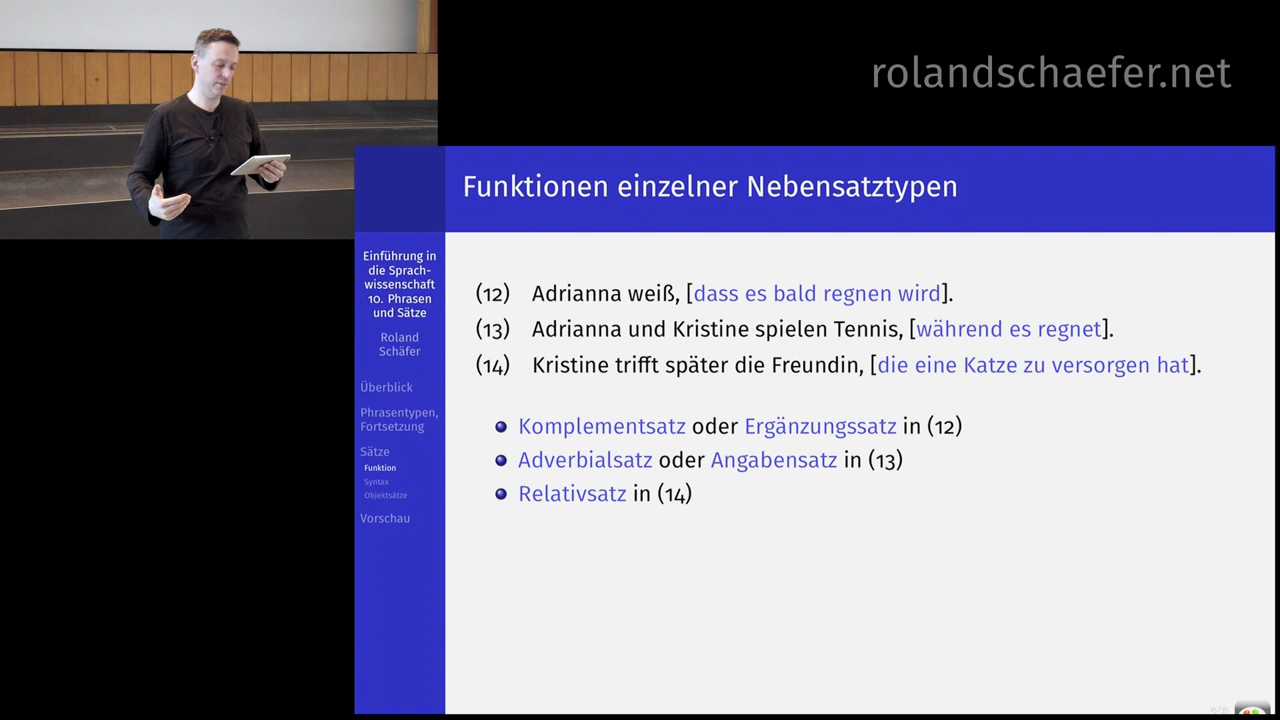 rolandschaefer.net
Funktionen einzelner Nebensatztypen
Einführung in
die Sprach-
wissenschaft
10. Phrasen
und Sätze
Roland
Schäfer
Überblick
Phrasentypen,
Fortsetzung
Sätze
Funktion
Syntax
Objektsätze
Vorschau
(12) Adrianna weiß, [dass es bald regnen wird].
(13) Adrianna und Kristine spielen Tennis, [während es regnet].
(14) Kristine trifft später die Freundin, [die eine Katze zu versorgen hat].
Komplementsatz oder Ergänzungssatz in (12)
Adverbialsatz oder Angabensatz in (13)
Relativsatz in (14)